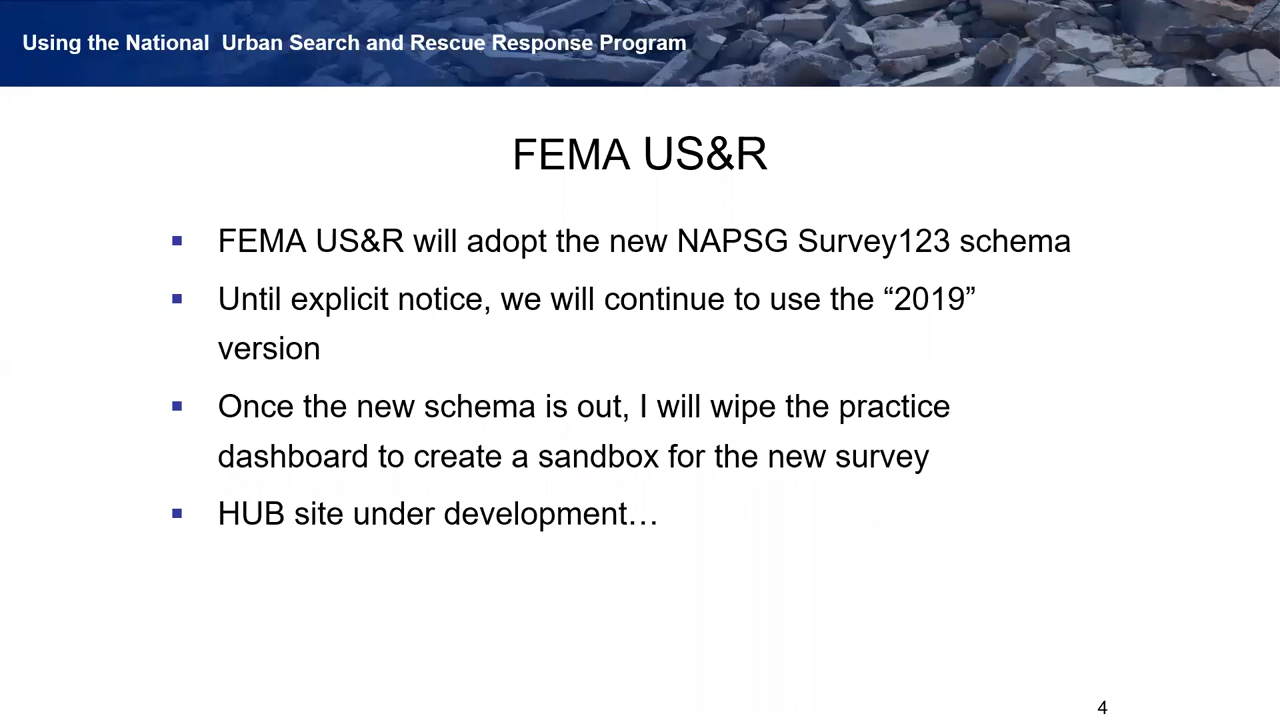 Using the National  Urban Search and Rescue Response Program
FEMA US&R
▪ FEMA US&R will adopt the new NAPSG Survey123 schema
▪ Until explicit notice, we will continue to use the “2019”
version
▪ Once the new schema is out, I will wipe the practice
dashboard to create a sandbox for the new survey
▪ HUB site under development…
4